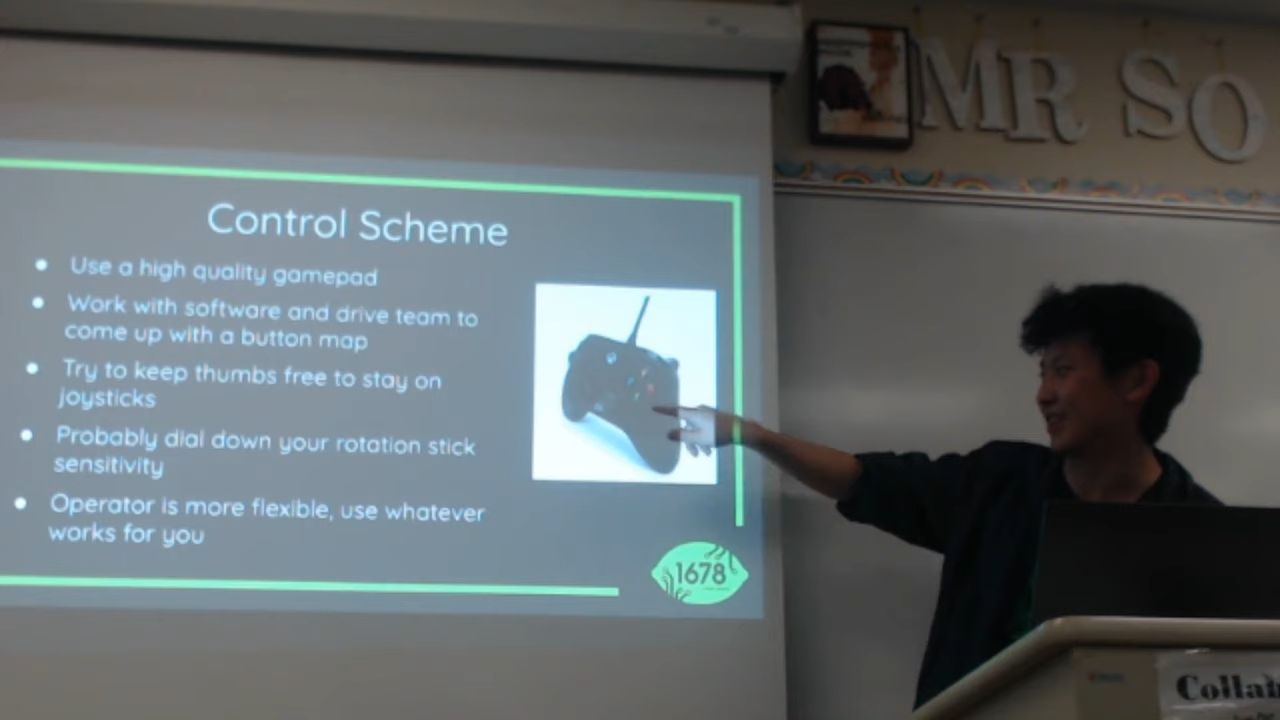 MR SO
Control Scheme
● Use a high quality gamepad
● Work with software and drive team to
come up with a button map
● Try to keep thumbs free to stay on
joysticks
● Probably dial down your rotation stick
sensitivity
● Operator is more flexible, use whatever
works for you
1678
Collab